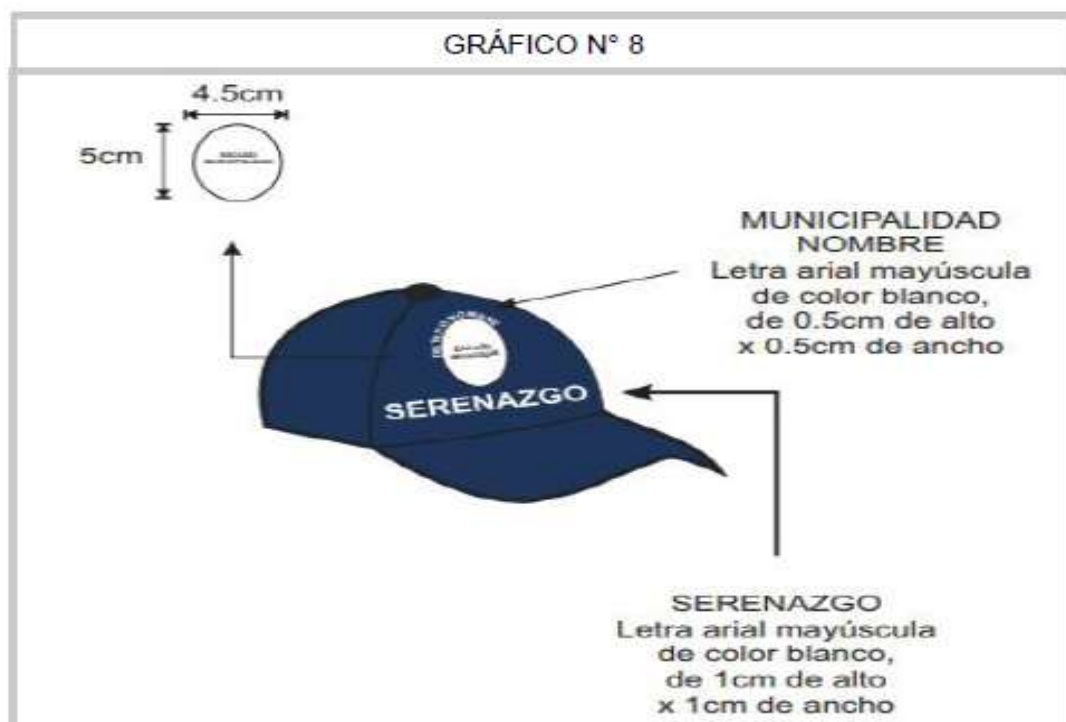 GRÁFICO N° 8
4.5cm
5cm
MUNICIPALIDAD
NOMBRE
Letra arial mayúscula
de color blanco,
de 0.5cm de alto
x 0.5cm de ancho
SERENAZGO
SERENAZGO
Letra arial mayúscula
de color blanco,
de 1cm de alto
x 1cm de ancho